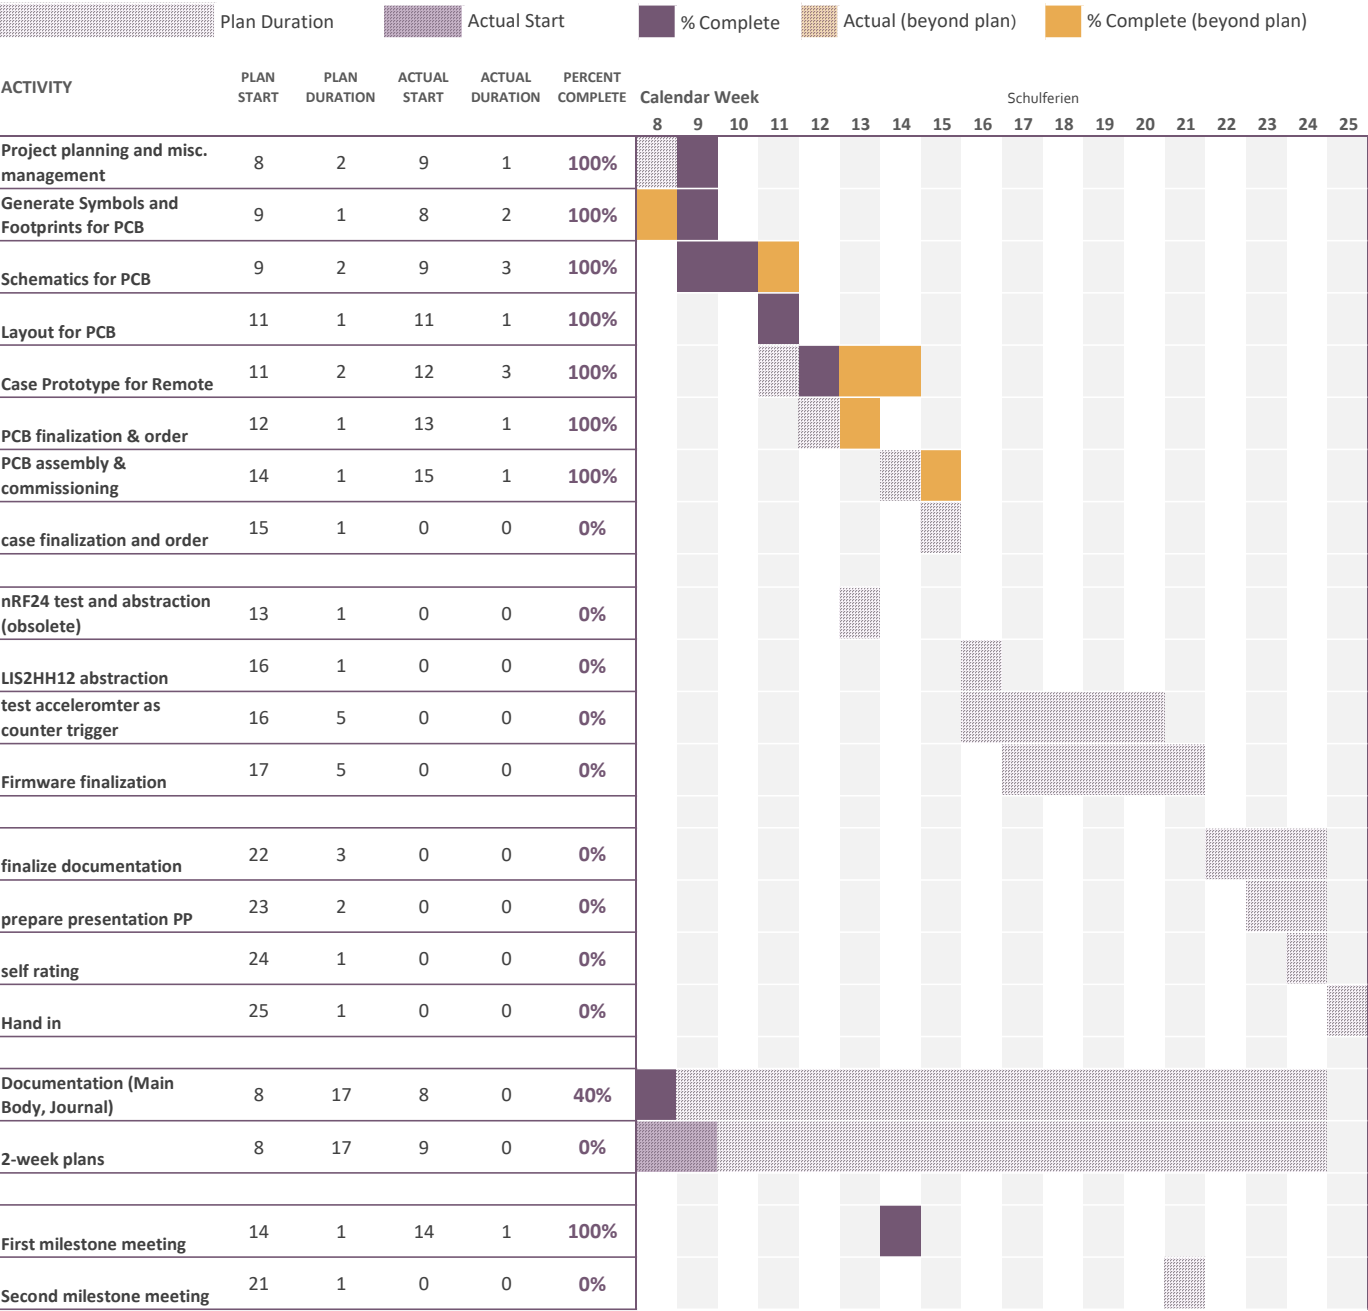 Plan Duration Actual Start % Complete Actual (beyond plan) % Complete (beyond plan)
ACTIVITY PLAN START PLAN DURATION ACTUAL START ACTUAL DURATION PERCENT COMPLETE Calendar Week Schulferien
8 9 10 11 12 13 14 15 16 17 18 19 20 21 22 23 24 25
Project planning and misc.
management 8 2 9 1 100%
Generate Symbols and
Footprints for PCB 9 1 8 2 100%
Schematics for PCB 9 2 9 3 100%
Layout for PCB 11 1 11 1 100%
Case Prototype for Remote 11 2 12 3 100%
PCB finalization & order 12 1 13 1 100%
PCB assembly &
commissioning 14 1 15 1 100%
case finalization and order 15 1 0 0 0%
nRF24 test and abstraction
(obsolete) 13 1 0 0 0%
LIS2HH12 abstraction 16 1 0 0 0%
test acceleromter as
counter trigger 16 5 0 0 0%
Firmware finalization 17 5 0 0 0%
finalize documentation 22 3 0 0 0%
prepare presentation PP 23 2 0 0 0%
self rating 24 1 0 0 0%
Hand in 25 1 0 0 0%
Documentation (Main
Body, Journal) 8 17 8 0 40%
2-week plans 8 17 9 0 0%
First milestone meeting 14 1 14 1 100%
Second milestone meeting 21 1 0 0 0%